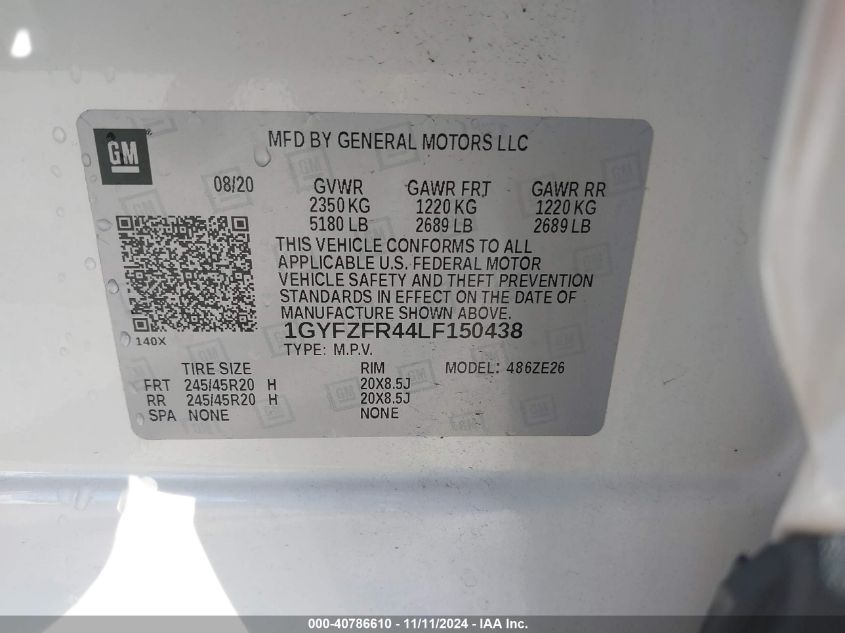 GM
MFD BY GENERAL MOTORS LLC
08/20 GVWR GAWR FRT GAWR RR
2350 KG 1220 KG 1220 KG
5180 LB 2689 LB 2689 LB
THIS VEHICLE CONFORMS TO ALL
APPLICABLE U.S. FEDERAL MOTOR
VEHICLE SAFETY AND THEFT PREVENTION
STANDARDS IN EFFECT ON THE DATE OF
MANUFACTURE SHOWN ABOVE.
140X
1GYFZFR44LF150438
TYPE: M.P.V.
TIRE SIZE RIM MODEL: 486ZE26
FRT 245/45R20 H 20X8.5J
RR 245/45R20 H 20X8.5J
SPA NONE NONE
000-40786610 - 11/11/2024 - IAA Inc.